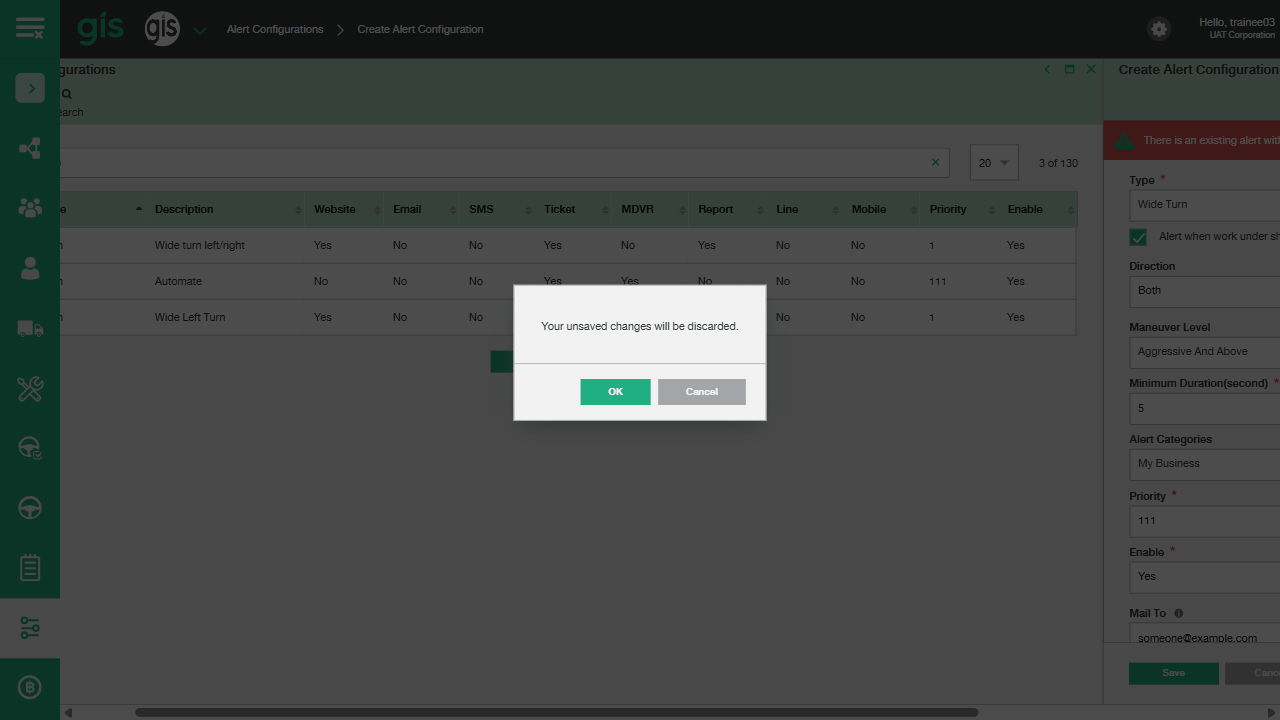 gis
gis
Alert Configurations
Create Alert Configuration
Hello, trainee03
UAT Corporation
gurations
Create Alert Configuration
earch
There is an existing alert wit
20
3 of 130
Type *
Wide Turn
Alert when work under sh
e Description Website Email SMS Ticket MDVR Report Line Mobile Priority Enable
Wide turn left/right Yes No No Yes No Yes No No 1 Yes
Automate No No No Yes Yes No No No 111 Yes
Wide Left Turn Yes No No No No 1 Yes
Your unsaved changes will be discarded.
OK
Cancel
Direction
Both
Maneuver Level
Aggressive And Above
Minimum Duration(second) *
5
Alert Categories
My Business
Priority *
111
Enable *
Yes
Mail To
someone@example.com
Save
Canc